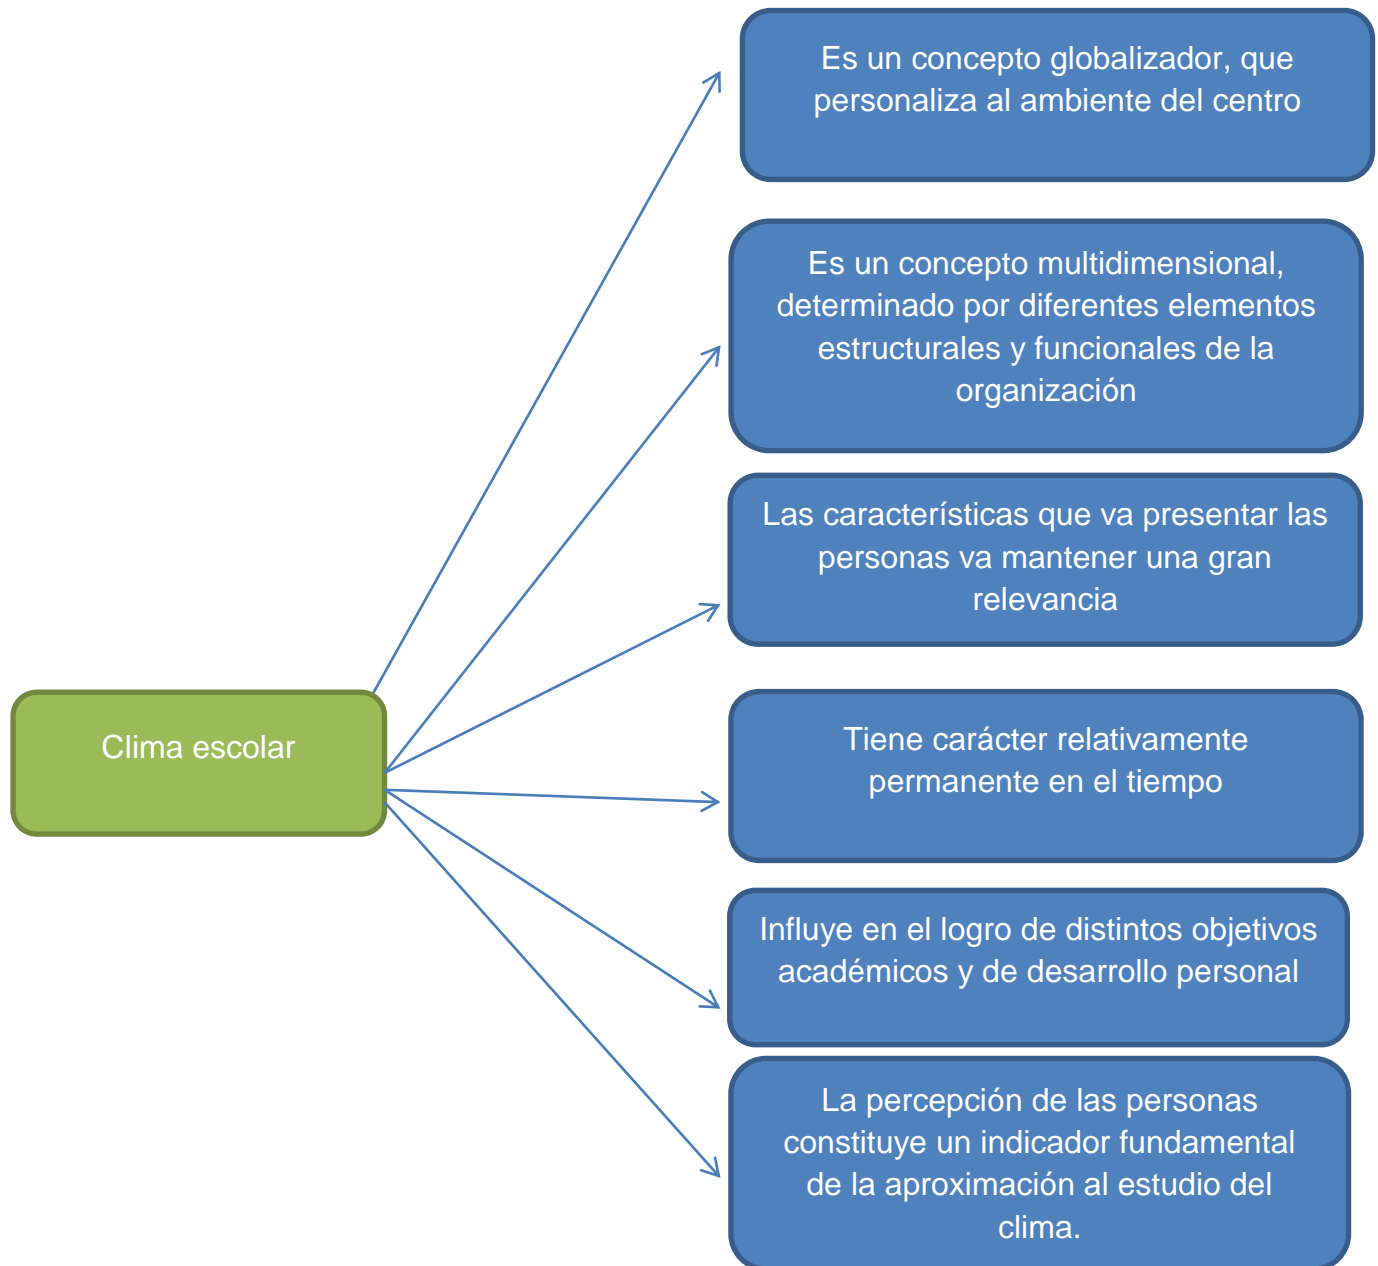 Es un concepto globalizador, que
personaliza al ambiente del centro
Es un concepto multidimensional,
determinado por diferentes elementos
estructurales y funcionales de la
organización
Las características que va presentar las
personas va mantener una gran
relevancia
Clima escolar
Tiene carácter relativamente
permanente en el tiempo
Influye en el logro de distintos objetivos
académicos y de desarrollo personal
La percepción de las personas
constituye un indicador fundamental
de la aproximación al estudio del
clima.